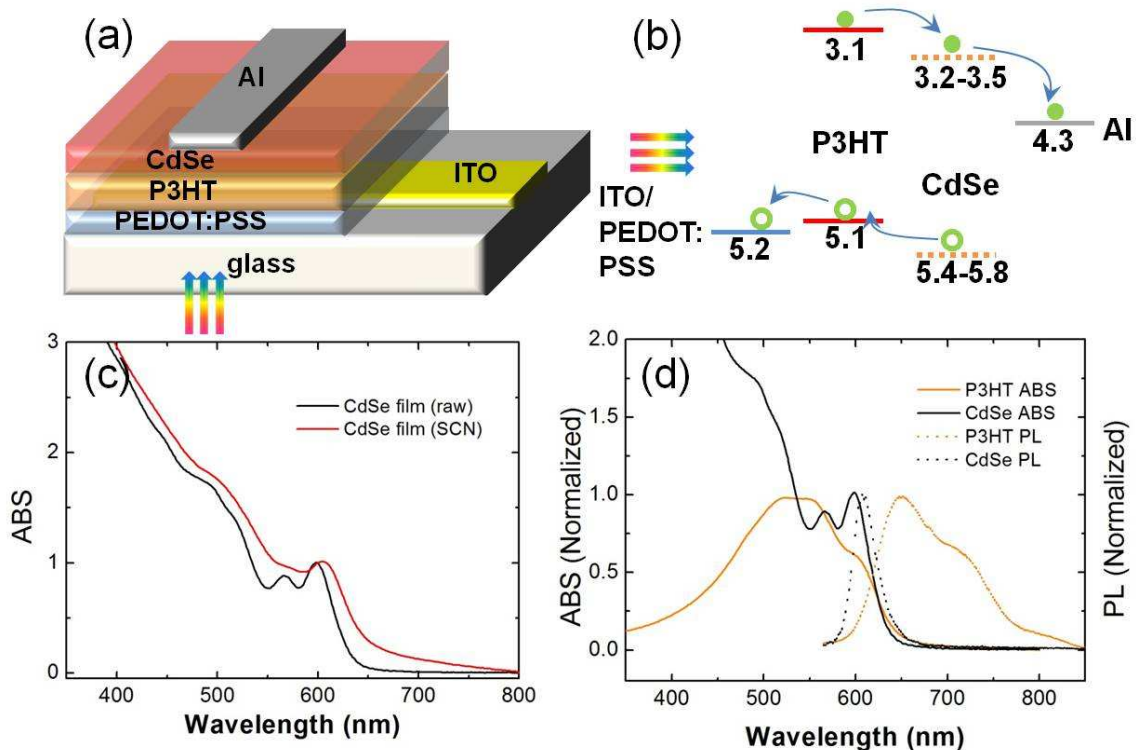 (a)
Al
CdSe
P3HT
PEDOT:PSS
ITO
glass
(b)
3.1
3.2-3.5
Al
4.3
P3HT
CdSe
ITO/
PEDOT:
PSS
5.2
5.1
5.4-5.8
(c)
3
2
1
0
ABS
CdSe film (raw)
CdSe film (SCN)
400 500 600 700 800
Wavelength (nm)
(d)
2.0
1.5
1.0
0.5
0.0
ABS (Normalized)
P3HT ABS
CdSe ABS
P3HT PL
CdSe PL
PL (Normalized)
500 600 700 800
Wavelength (nm)